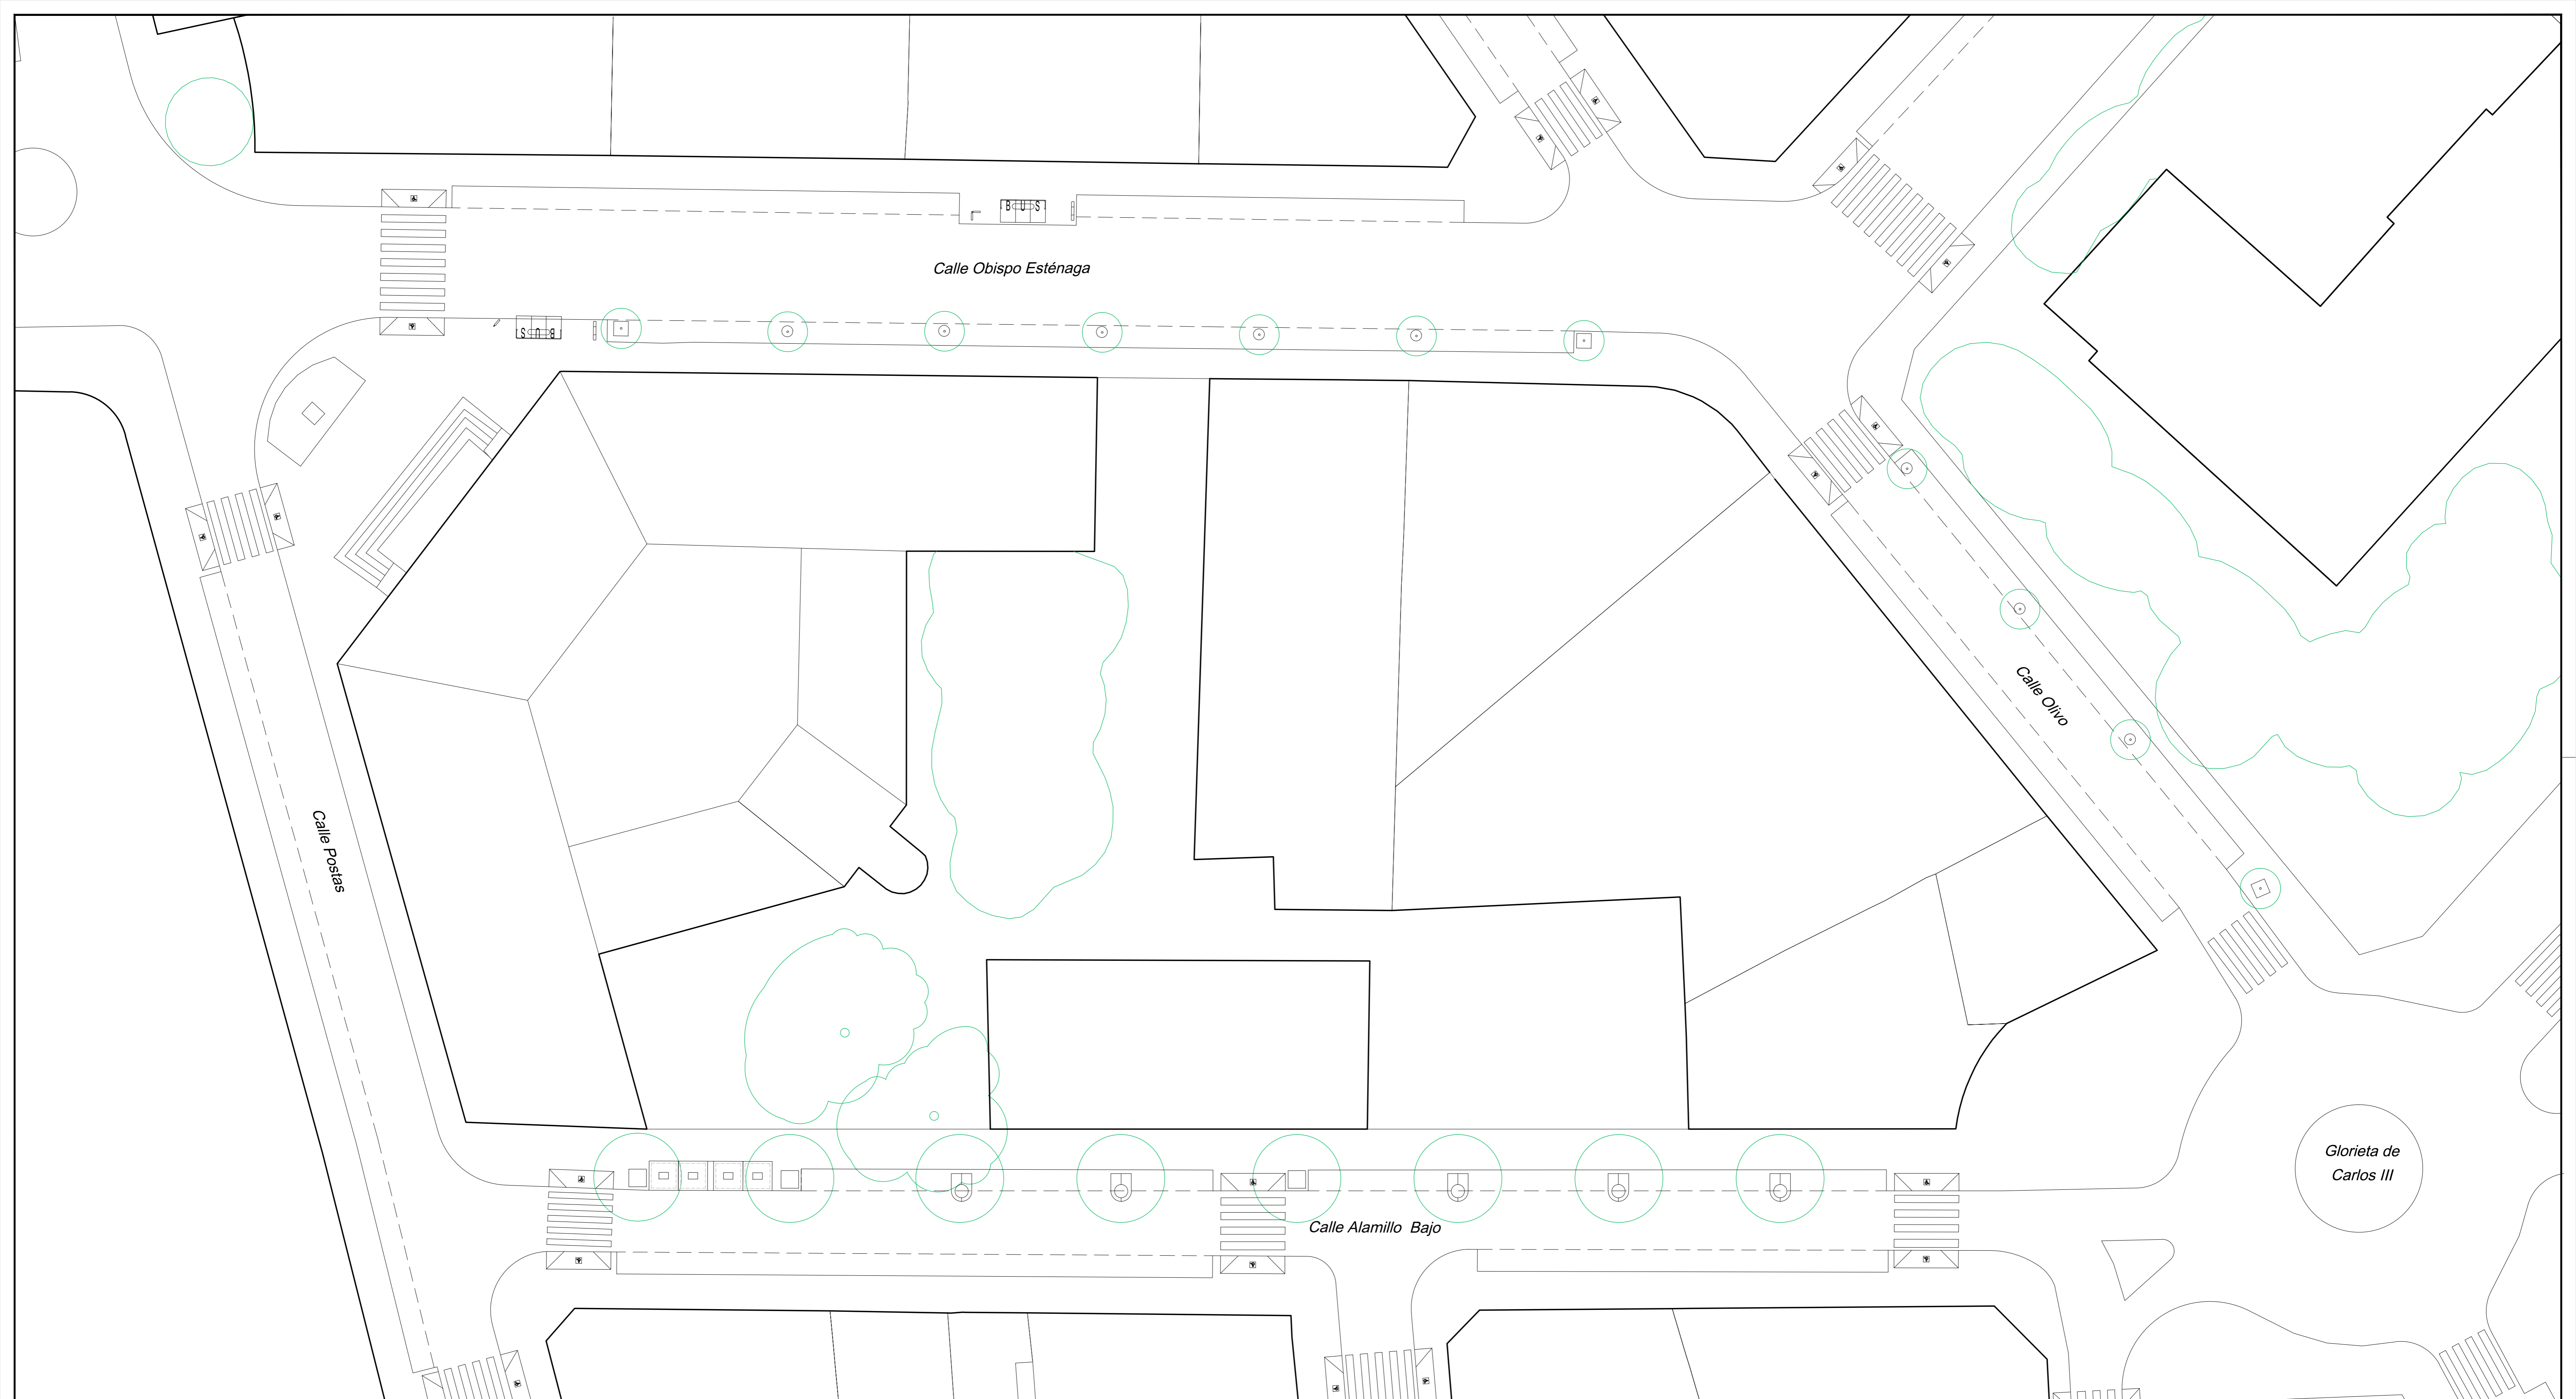 BUS
Calle Obispo Esténaga
BUS
Calle Olivo
Calle Postas
Glorieta de
Carlos III
Calle Alamillo Bajo